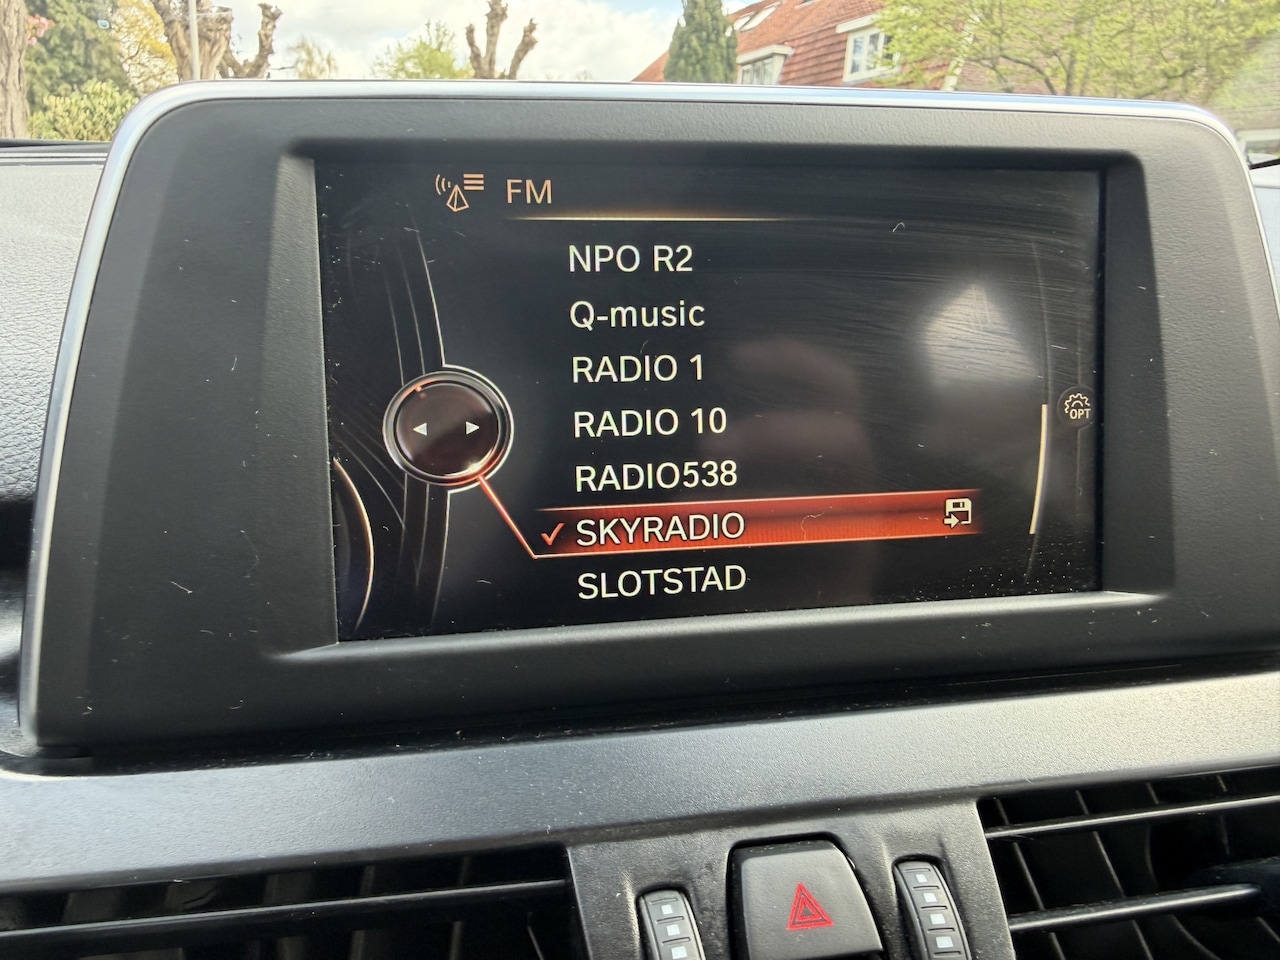 FM
NPO R2
Q-music
RADIO 1
RADIO 10
RADIO538
SKYRADIO
SLOTSTAD
OPT